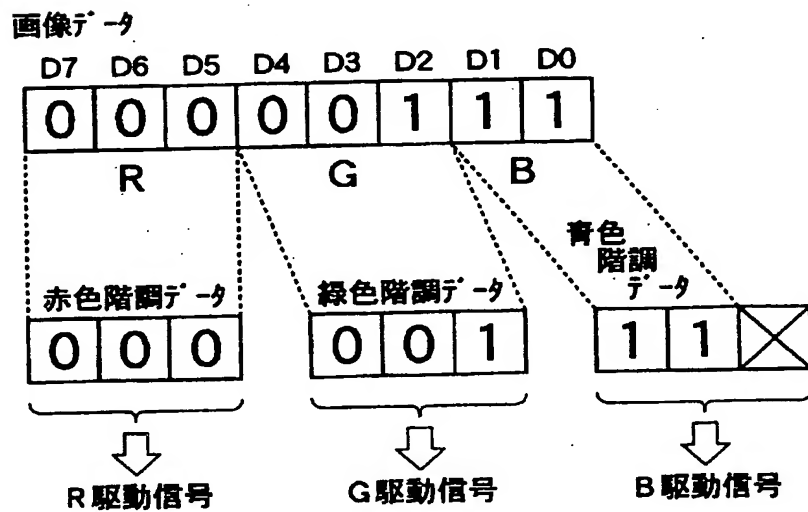 画像データ
D7 D6 D5 D4 D3 D2 D1 D0
0 0 0 0 0 1 1 1
R G B
青色
階調
データ
赤色階調データ 緑色階調データ
0 0 0 0 0 1 1 1
R駆動信号 G駆動信号 B駆動信号